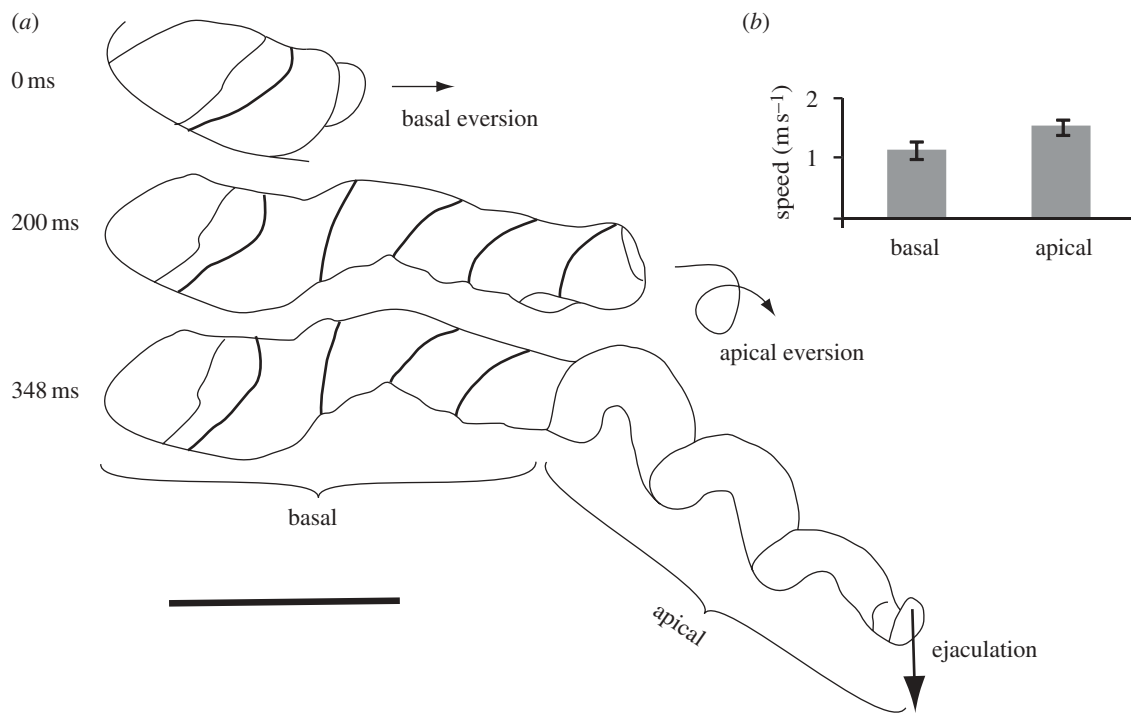 (a)
0 ms
basal eversion
200 ms
apical eversion
348 ms
basal
apical
ejaculation
(b)
speed (m s⁻¹)
2
1
basal
apical